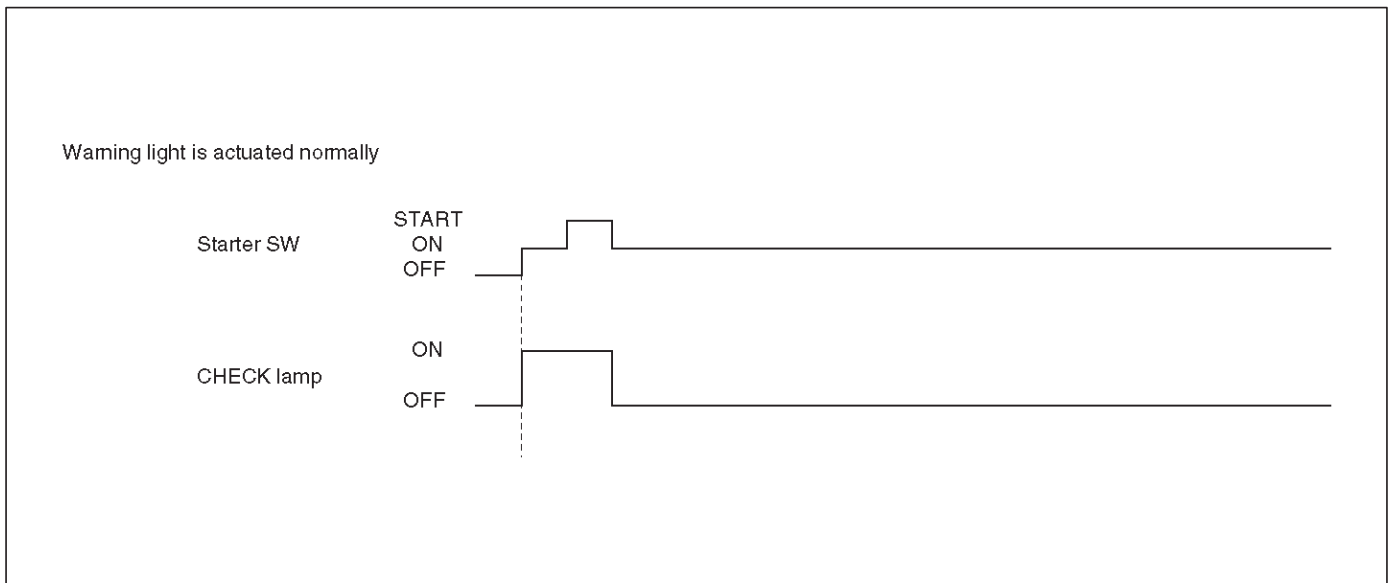 Warning light is actuated normally
START
Starter SW ON
OFF
ON
CHECK lamp
OFF